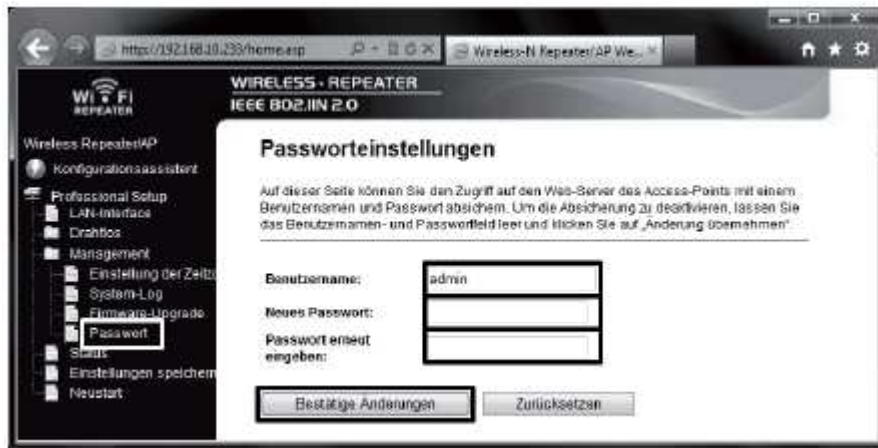 http://192.168.10.233/home.asp
Wireless-N Repeater/AP We...
WI FI
REPEATER
WIRELESS - REPEATER
IEEE 802.11N 2.0
Wireless Repeater/AP
Konfigurationsassistent
Professional Setup
LAN-Interface
Drahtlos
Management
Einstellung der Zeitzo
System-Log
Firmware-Upgrade
Passwort
Status
Einstellungen speichern
Neustart
Passworteinstellungen
Auf dieser Seite können Sie den Zugriff auf den Web-Server des Access-Points mit einem
Benutzernamen und Passwort absichern. Um die Absicherung zu deaktivieren, lassen Sie
das Benutzernamen- und Passwortfeld leer und klicken Sie auf „Änderung übernehmen“
Benutzername:
admin
Neues Passwort:
Passwort erneut
eingeben:
Bestätige Änderungen
Zurücksetzen